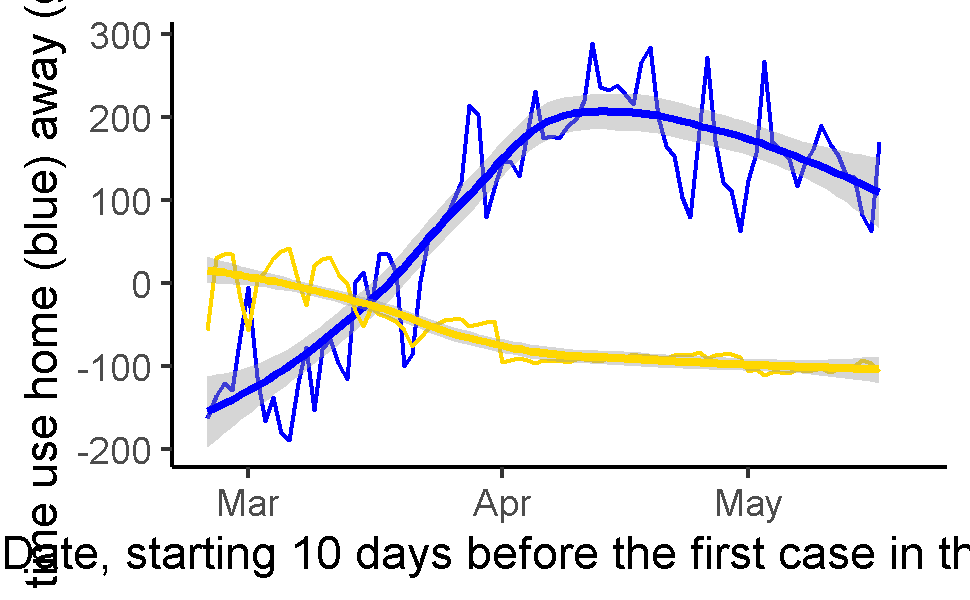 time use home (blue) away (
300
200
100
0
-100
-200
Mar Apr May
Date, starting 10 days before the first case in th